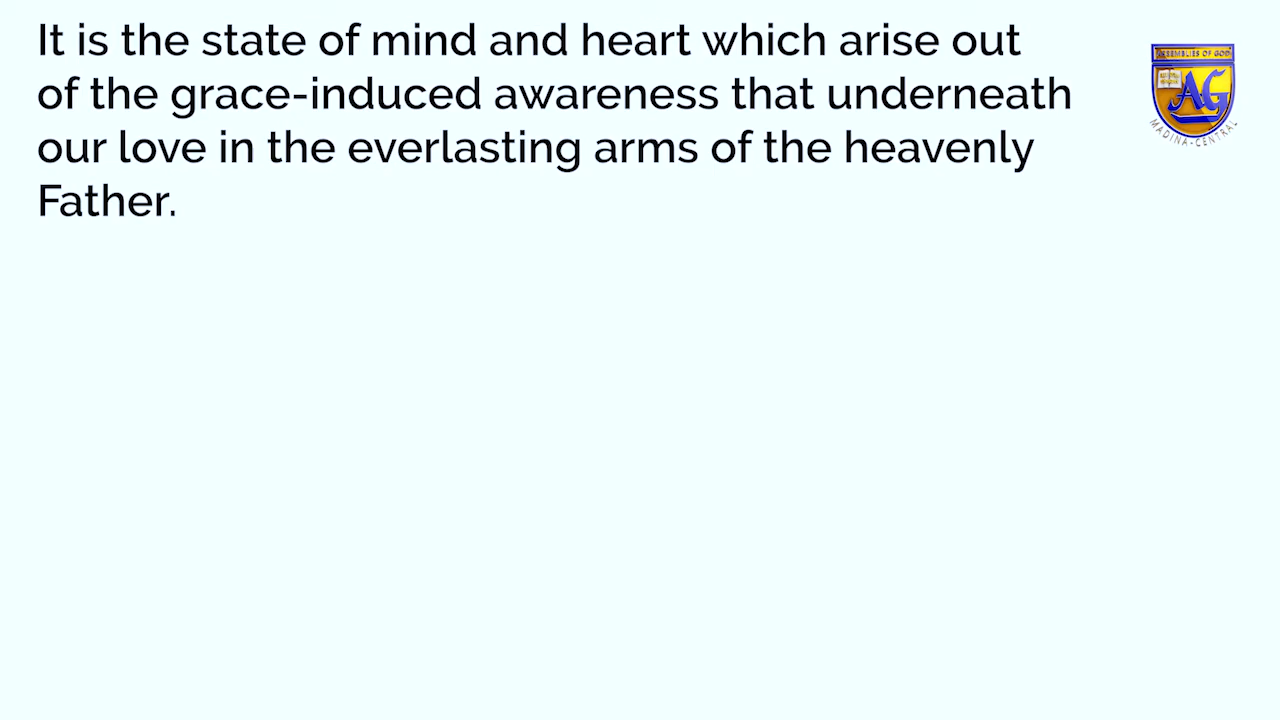 It is the state of mind and heart which arise out
of the grace-induced awareness that underneath
our love in the everlasting arms of the heavenly
Father.
ASSEMBLIES OF GOD
AG
MADINA-CENTRAL